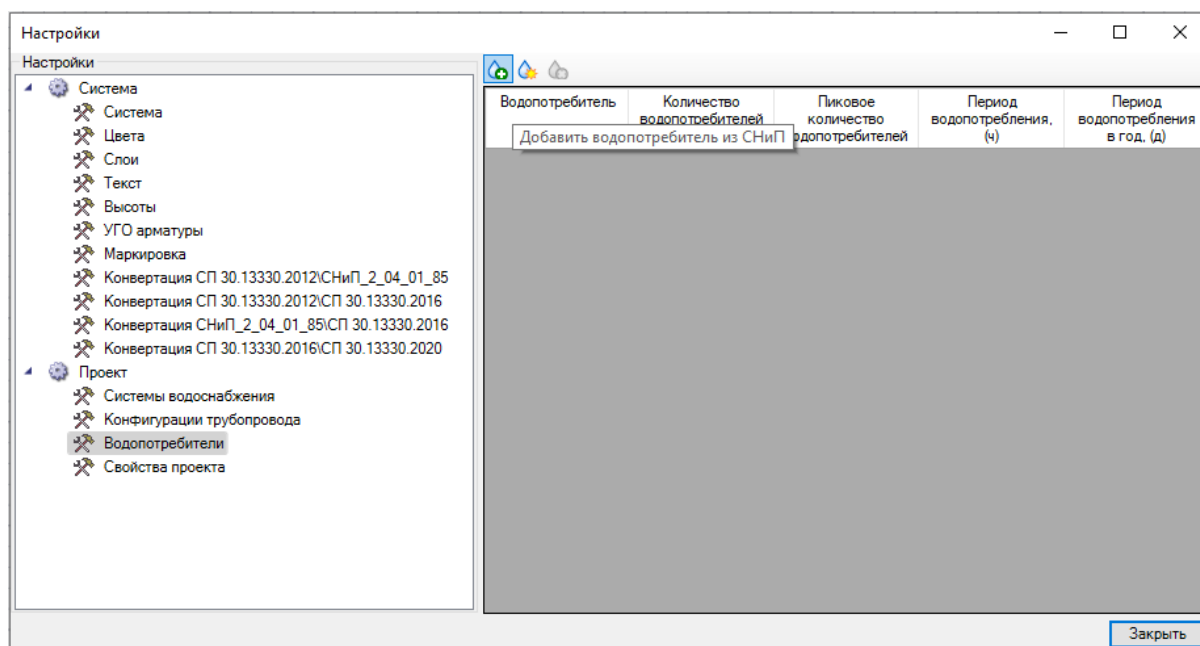 Настройки
Настройки
Система
Система
Цвета
Слои
Текст
Высоты
УГО арматуры
Маркировка
Конвертация СП 30.13330.2012\СНиП_2_04_01_85
Конвертация СП 30.13330.2012\СП 30.13330.2016
Конвертация СНиП_2_04_01_85\СП 30.13330.2016
Конвертация СП 30.13330.2016\СП 30.13330.2020
Проект
Системы водоснабжения
Конфигурации трубопровода
Водопотребители
Свойства проекта
Водопотребитель
Количество
водопотребителей
Пиковое
количество
одопотребителей
Период
водопотребления,
(ч)
Период
водопотребления
в год, (д)
Добавить водопотребитель из СНиП
Закрыть